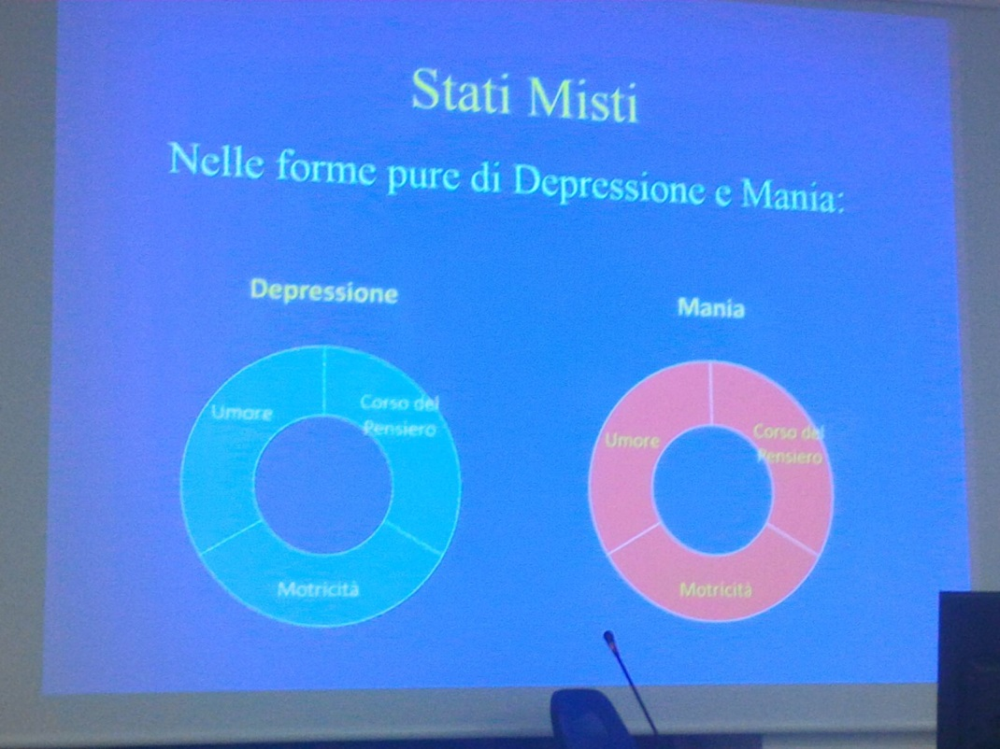 Stati Misti
Nelle forme pure di Depressione e Mania:
Depressione
Umore
Corso del
Pensiero
Motricità
Mania
Umore
Corso del
Pensiero
Motricità